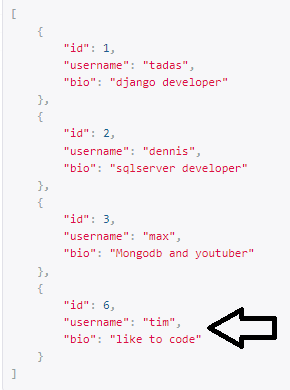 [
    {
        "id": 1,
        "username": "tadas",
        "bio": "django developer"
    },
    {
        "id": 2,
        "username": "dennis",
        "bio": "sqlserver developer"
    },
    {
        "id": 3,
        "username": "max",
        "bio": "Mongodb and youtuber"
    },
    {
        "id": 6,
        "username": "tim",
        "bio": "like to code"
    }
]